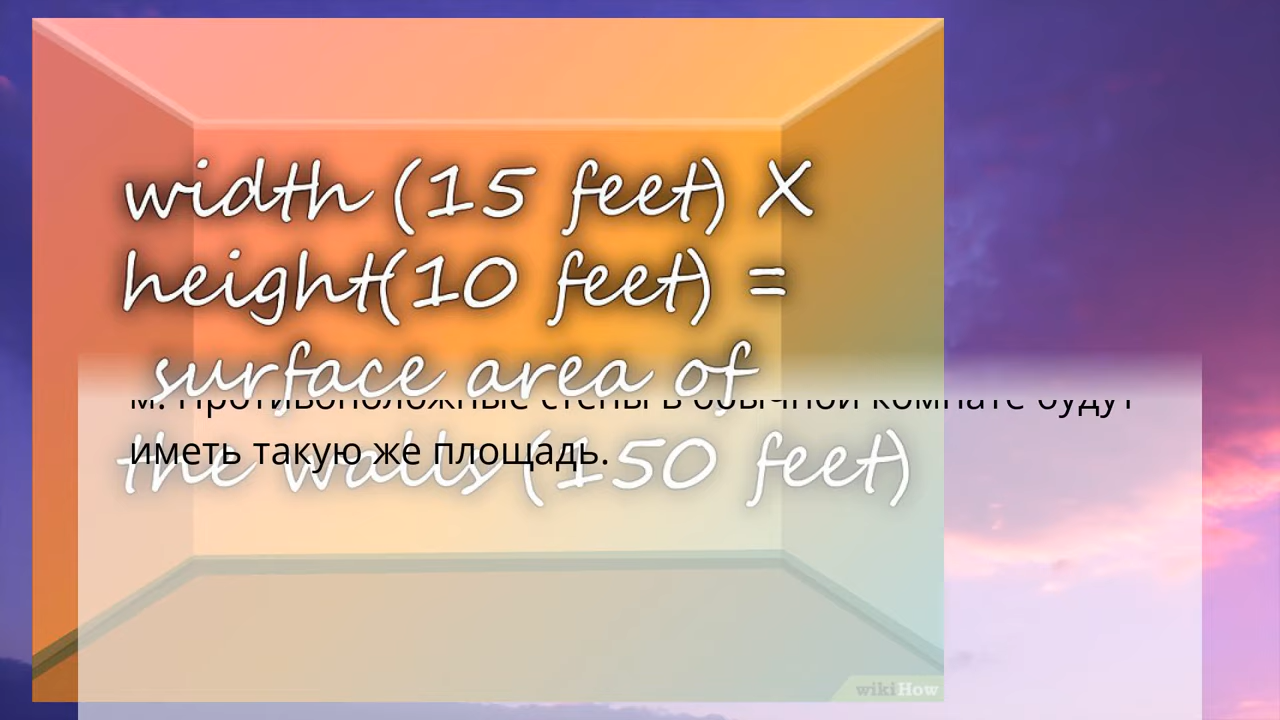 width (15 feet) X
height(10 feet) =
surface area of
the walls (150 feet)
м. Противоположные стены в обычной комнате будут
иметь такую же площадь.
wikiHow